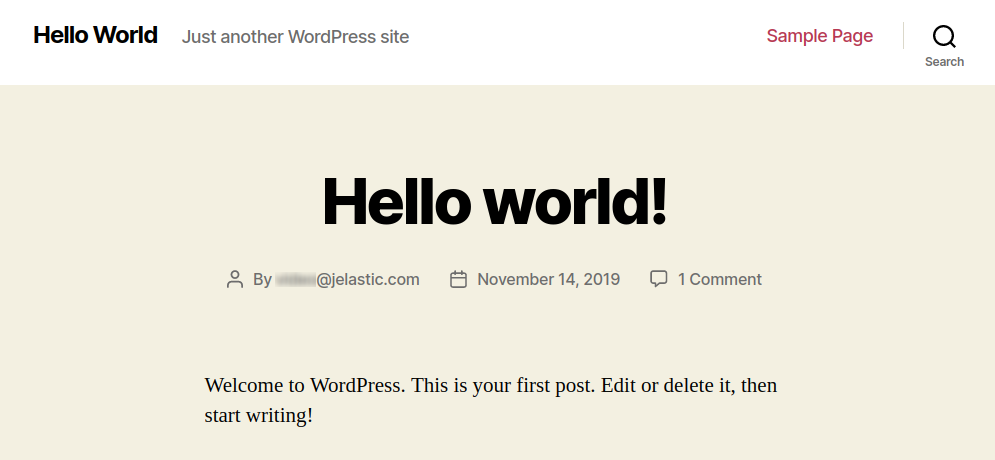 Hello World Just another WordPress site Sample Page
Search
Hello world!
By @jelastic.com November 14, 2019 1 Comment
Welcome to WordPress. This is your first post. Edit or delete it, then
start writing!